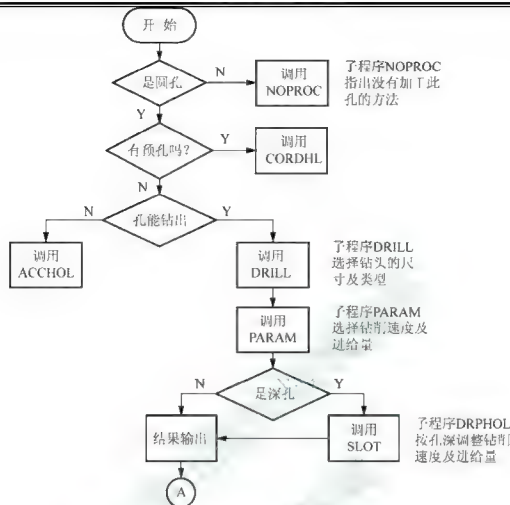 开 始
是圆孔
N
调用
NOPROC
子程序NOPROC
指出没有加工此
孔的方法
Y
有预孔吗?
Y
调用
CORDHL
N
N
孔能钻出
Y
调用
ACCHOL
调用
DRILL
子程序DRILL
选择钻头的尺
寸及类型
调用
PARAM
子程序PARAM
选择钻削速度及
进给量
N
是深孔
Y
结果输出
调用
SLOT
子程序DRPHOL
按孔深调整钻削
速度及进给量
A